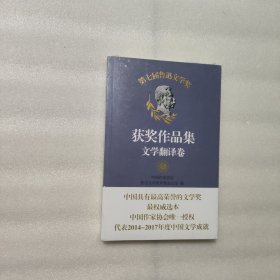 第七届鲁迅文学奖
获奖作品集
文学翻译卷
中国具有最高荣誉的文学奖
最权威选本
中国作家协会唯一授权
代表2014-2017年度中国文学成就